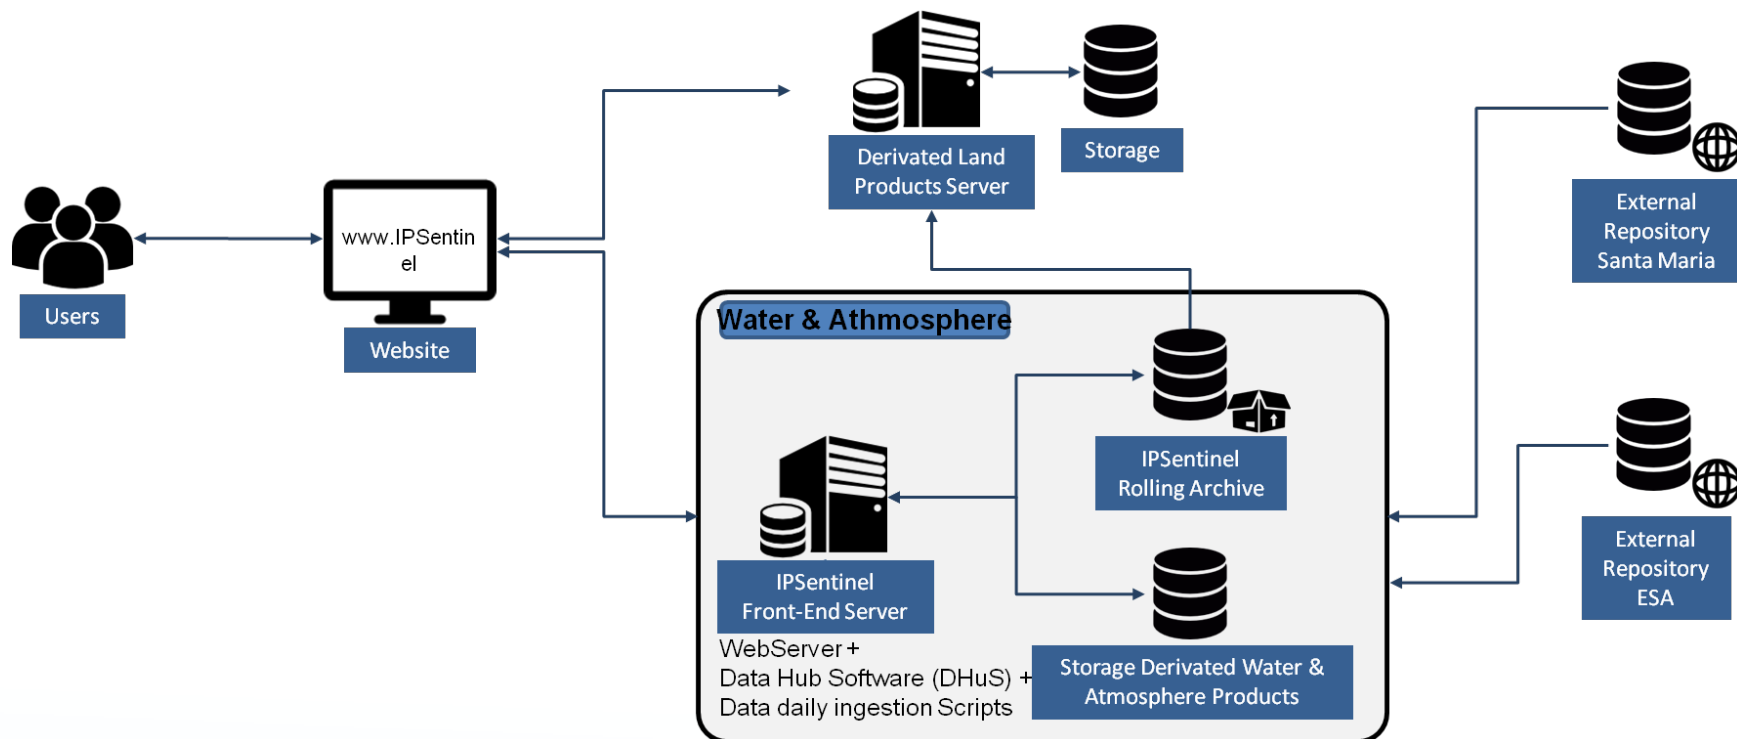 Derivated Land
Products Server
Storage
External
Repository
Santa Maria
www.IPSentin
el
Users
Website
Water & Athmosphere
IPSentinel
Rolling Archive
IPSentinel
Front-End Server
WebServer +
Data Hub Software (DHuS) +
Data daily ingestion Scripts
Storage Derivated Water &
Atmosphere Products
External
Repository
ESA